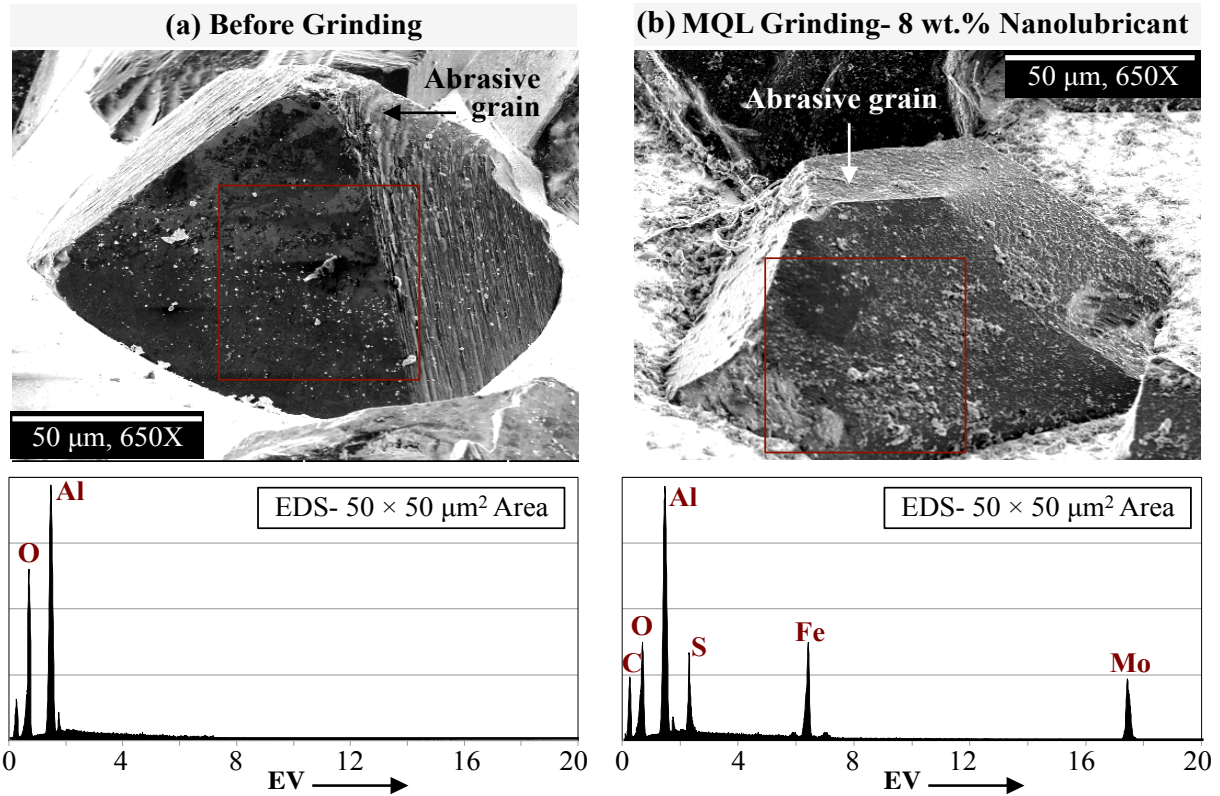 (a) Before Grinding
Abrasive
grain
50 μm, 650X
Al
O
EDS- 50 × 50 μm² Area
0 4 8 12 16 20
EV
(b) MQL Grinding- 8 wt.% Nanolubricant
50 μm, 650X
Abrasive grain
Al
EDS- 50 × 50 μm² Area
O
C
S
Fe
Mo
0 4 8 12 16 20
EV